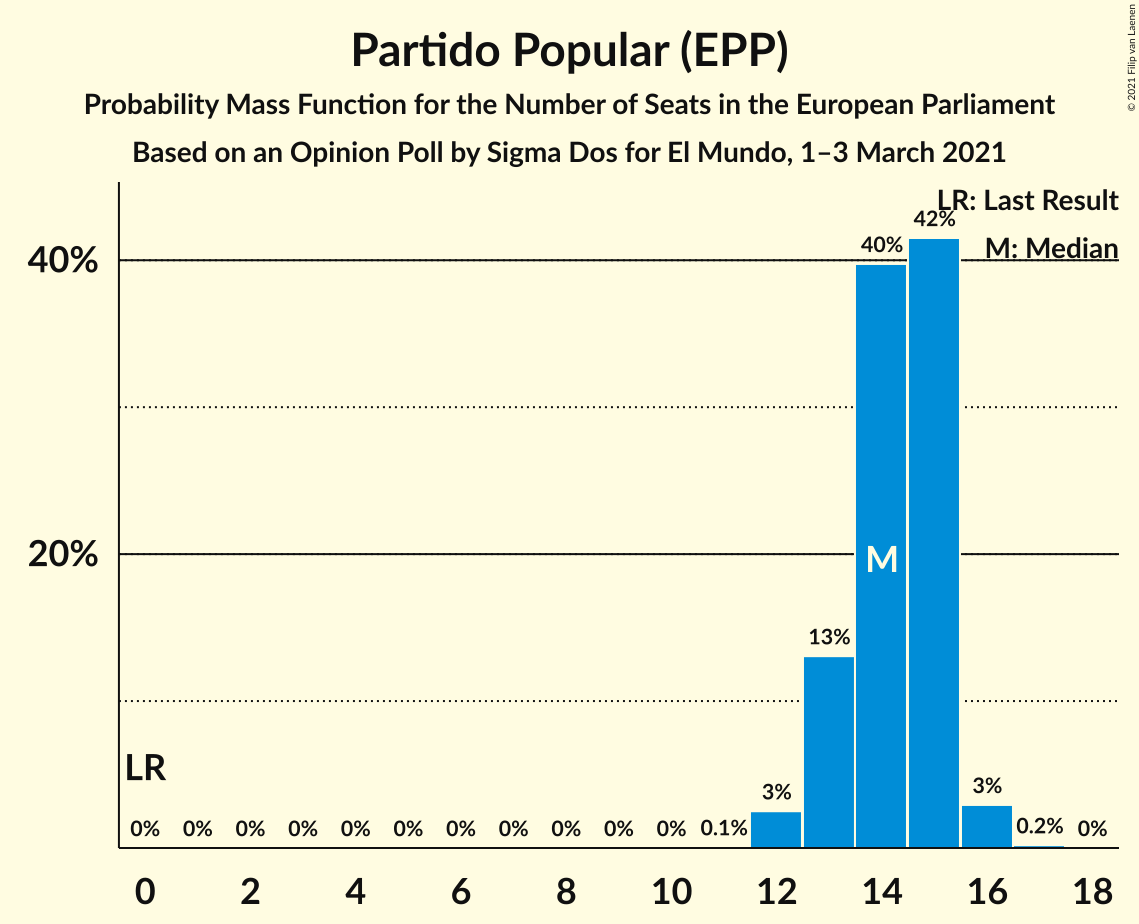 Partido Popular (EPP)
Probability Mass Function for the Number of Seats in the European Parliament
Based on an Opinion Poll by Sigma Dos for El Mundo, 1–3 March 2021
© 2021 Filip van Laenen
LR: Last Result
M: Median
42%
40%
40%
20%
M
13%
LR
3%
3%
0% 0% 0% 0% 0% 0% 0% 0% 0% 0% 0% 0.1% 0.2% 0%
0 2 4 6 8 10 12 14 16 18